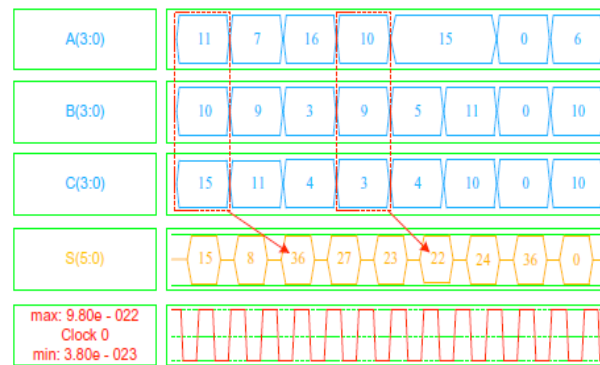 A(3:0) 11 7 16 10 15 0 6
B(3:0) 10 9 3 9 5 11 0 10
C(3:0) 15 11 4 3 4 10 0 10
S(5:0) 15 8 36 27 23 22 24 36 0
max: 9.80e - 022
Clock 0
min: 3.80e - 023